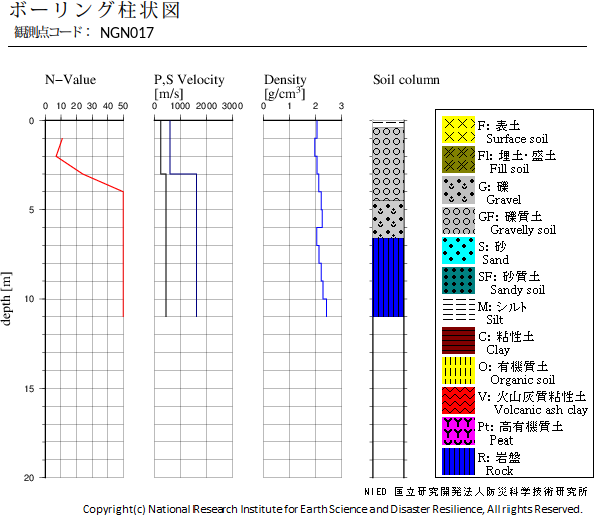 ボーリング柱状図
観測点コード： NGN017
N-Value
P,S Velocity
[m/s]
Density
[g/cm³]
Soil column
0 10 20 30 40 50
0 1000 2000 3000
0 1 2 3
0
5
10
15
20
depth [m]
F: 表土
Surface soil
Fl: 埋土・盛土
Fill soil
G: 礫
Gravel
GF: 礫質土
Gravelly soil
S: 砂
Sand
SF: 砂質土
Sandy soil
M: シルト
Silt
C: 粘性土
Clay
O: 有機質土
Organic soil
V: 火山灰質粘性土
Volcanic ash clay
Pt: 高有機質土
Peat
R: 岩盤
Rock
NIED 国立研究開発法人防災科学技術研究所
Copyright(c) National Research Institute for Earth Science and Disaster Resilience, All rights Reserved.